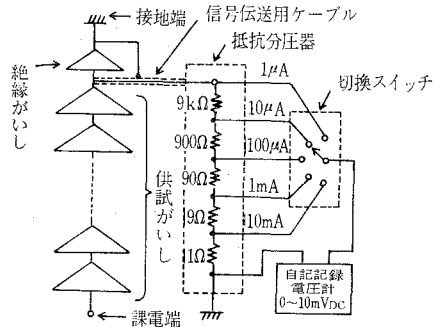 接地端
信号伝送用ケーブル
抵抗分圧器
絶縁がいし
1μA
切換スイッチ
9kΩ
10μA
900Ω
100μA
90Ω
1mA
9Ω
10mA
1Ω
供試がいし
自記記録
電圧計
0～10mVDC
課電端